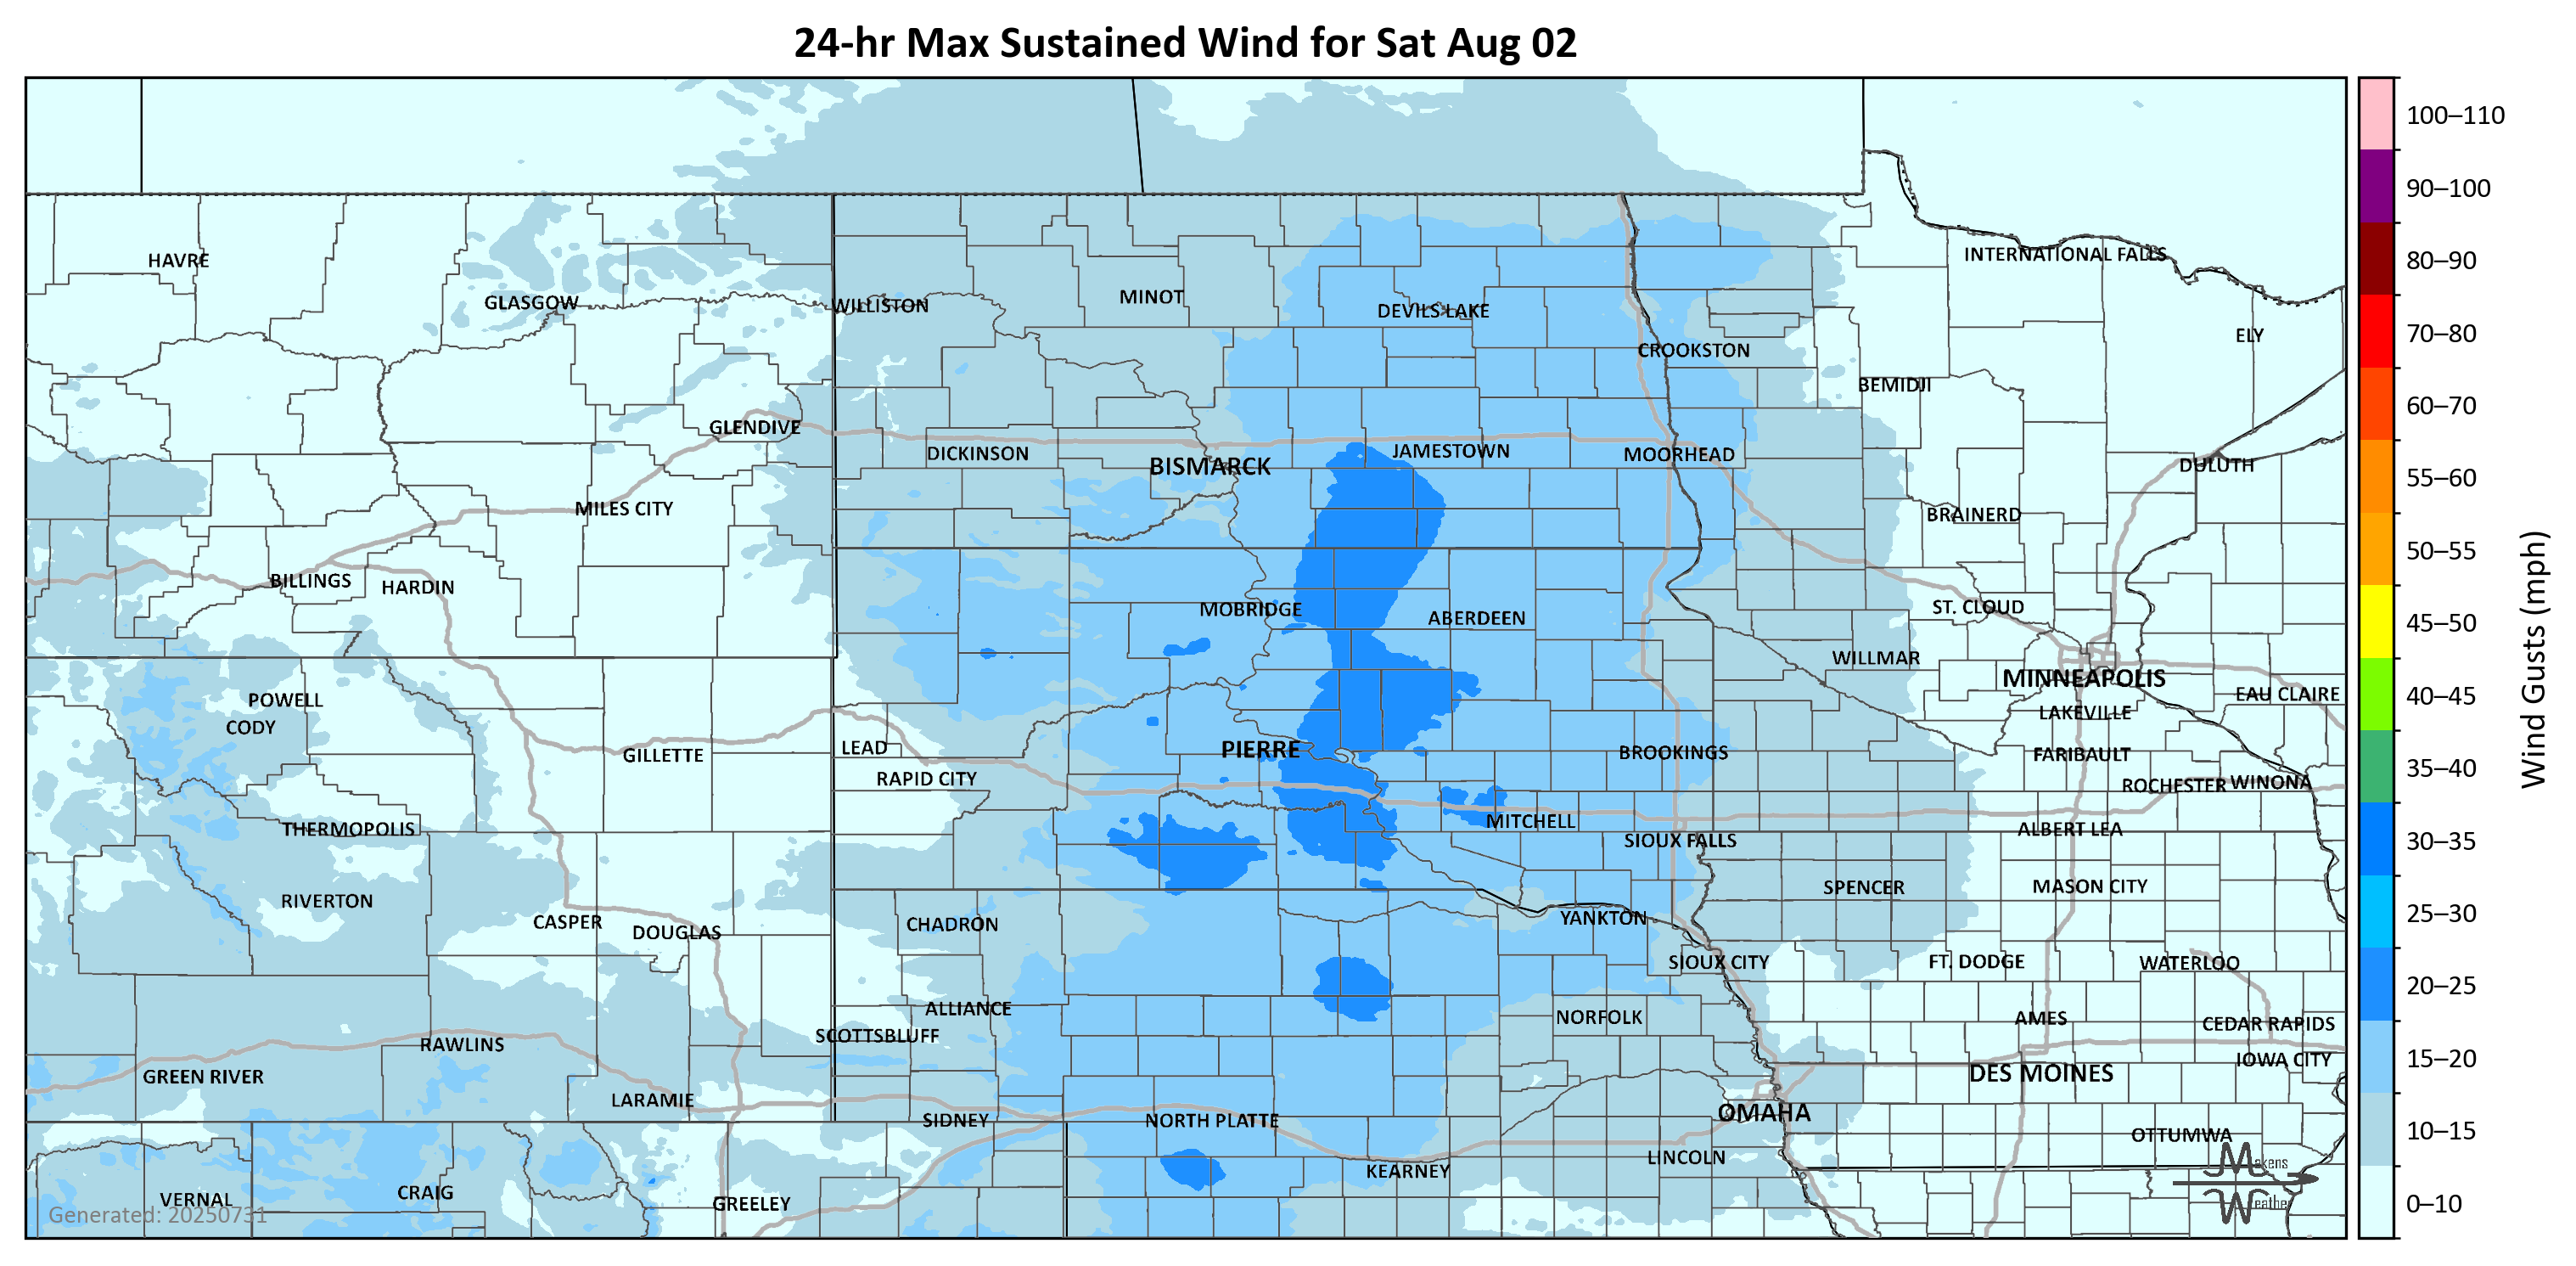 24-hr Max Sustained Wind for Sat Aug 02
HAVRE
GLASGOW
WILLISTON
MINOT
DEVILS LAKE
INTERNATIONAL FALLS
ELY
CROOKSTON
BEMIDJI
GLENDIVE
DICKINSON
BISMARCK
JAMESTOWN
MOORHEAD
DULUTH
MILES CITY
BRAINERD
BILLINGS
HARDIN
MOBRIDGE
ABERDEEN
ST. CLOUD
WILLMAR
MINNEAPOLIS
EAU CLAIRE
POWELL
CODY
LAKEVILLE
GILLETTE
LEAD
PIERRE
BROOKINGS
FARIBAULT
RAPID CITY
ROCHESTER
WINONA
THERMOPOLIS
MITCHELL
ALBERT LEA
SIOUX FALLS
RIVERTON
SPENCER
MASON CITY
CASPER
DOUGLAS
CHADRON
YANKTON
SIOUX CITY
FT. DODGE
WATERLOO
ALLIANCE
NORFOLK
AMES
CEDAR RAPIDS
SCOTTSBLUFF
RAWLINS
IOWA CITY
GREEN RIVER
DES MOINES
LARAMIE
SIDNEY
NORTH PLATTE
OMAHA
OTTUMWA
KEARNEY
LINCOLN
VERNAL
CRAIG
GREELEY
Generated: 20250731
Makens
Weather
100–110
90–100
80–90
70–80
60–70
55–60
50–55
45–50
40–45
35–40
30–35
25–30
20–25
15–20
10–15
0–10
Wind Gusts (mph)